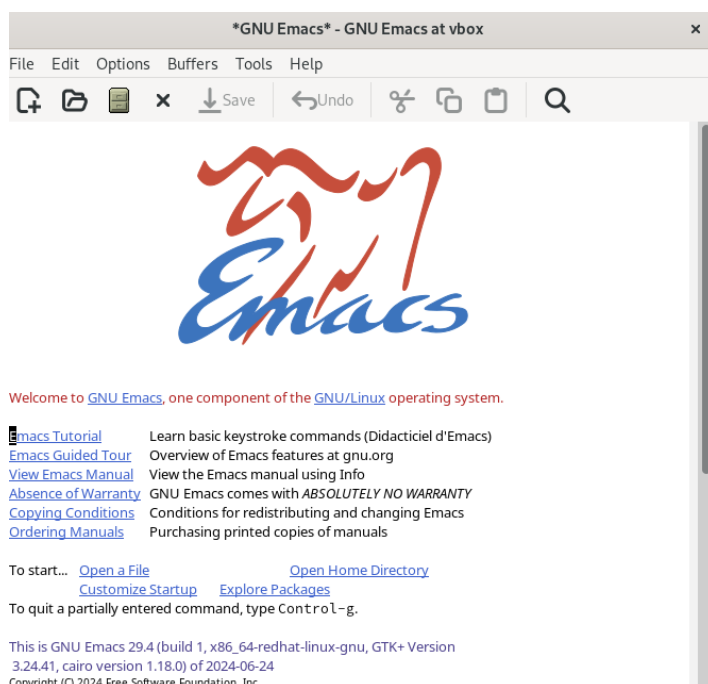 *GNU Emacs* - GNU Emacs at vbox ×
File Edit Options Buffers Tools Help
Save Undo
Emacs
Welcome to GNU Emacs, one component of the GNU/Linux operating system.
Emacs Tutorial Learn basic keystroke commands (Didacticiel d'Emacs)
Emacs Guided Tour Overview of Emacs features at gnu.org
View Emacs Manual View the Emacs manual using Info
Absence of Warranty GNU Emacs comes with ABSOLUTELY NO WARRANTY
Copying Conditions Conditions for redistributing and changing Emacs
Ordering Manuals Purchasing printed copies of manuals
To start... Open a File Open Home Directory
Customize Startup Explore Packages
To quit a partially entered command, type Control-g.
This is GNU Emacs 29.4 (build 1, x86_64-redhat-linux-gnu, GTK+ Version
3.24.41, cairo version 1.18.0) of 2024-06-24
Copyright (C) 2024 Free Software Foundation, Inc.